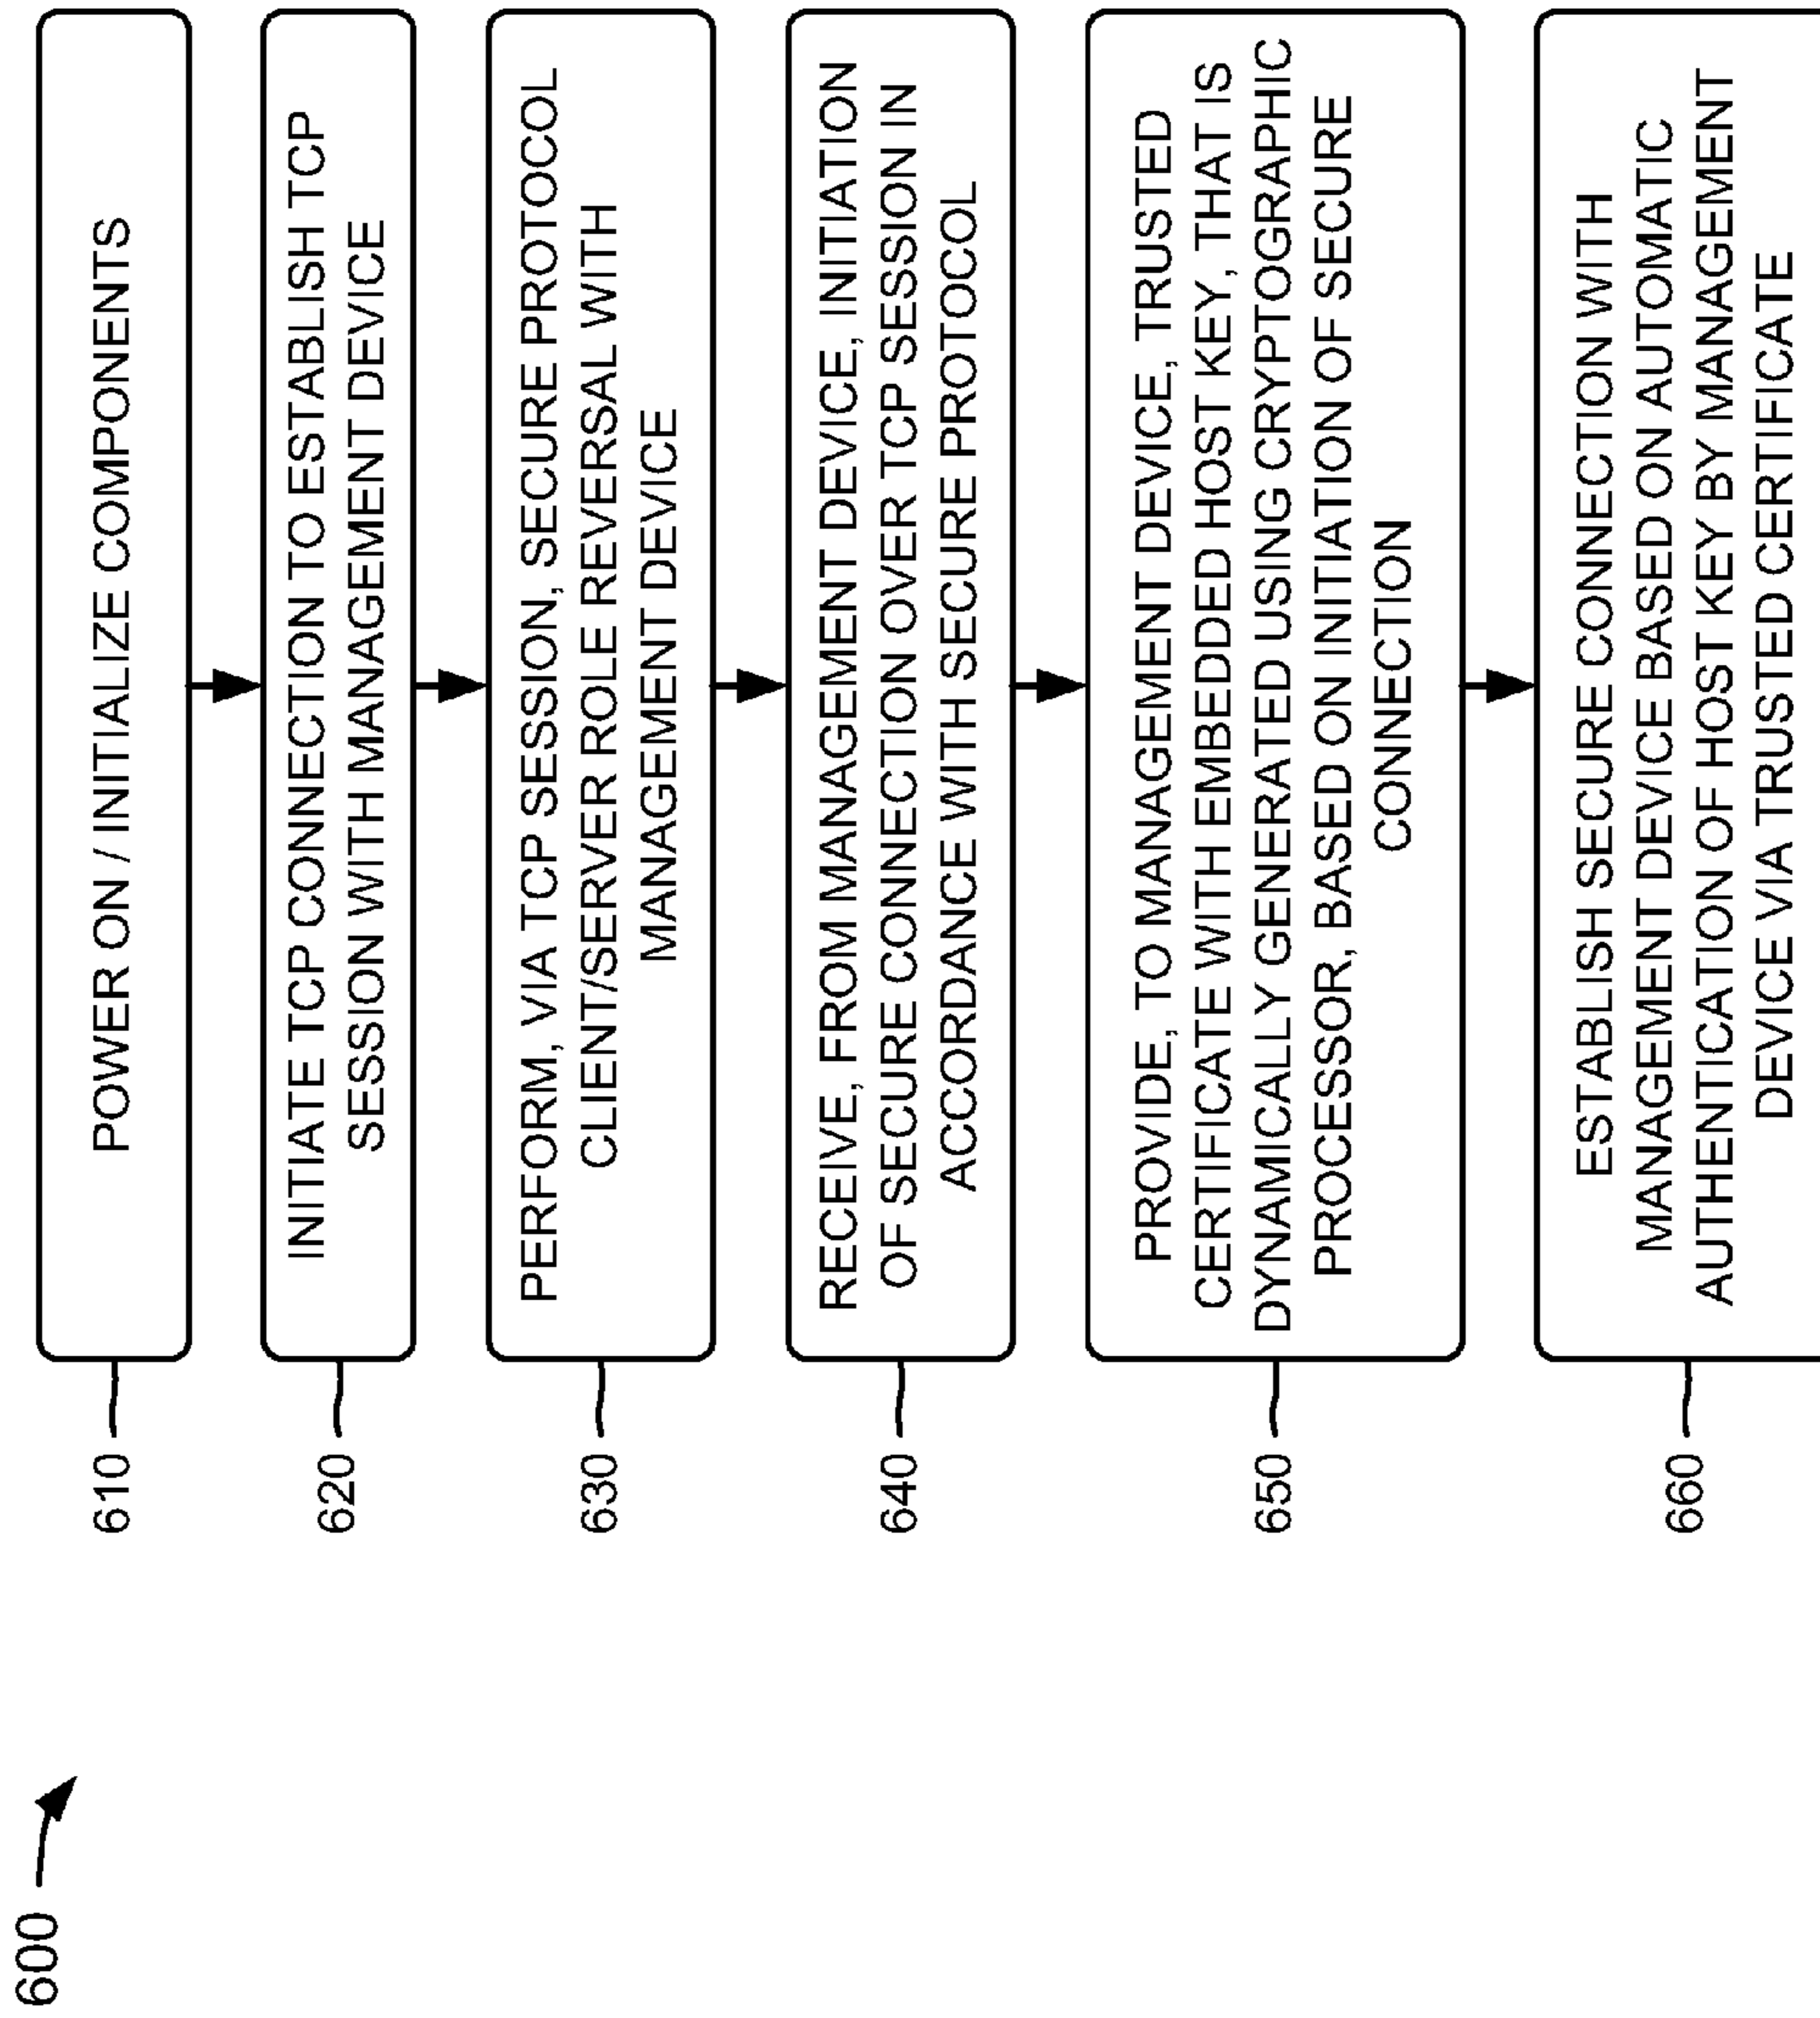 600
610
POWER ON / INITIALIZE COMPONENTS
620
INITIATE TCP CONNECTION TO ESTABLISH TCP
SESSION WITH MANAGEMENT DEVICE
630
PERFORM, VIA TCP SESSION, SECURE PROTOCOL
CLIENT/SERVER ROLE REVERSAL WITH
MANAGEMENT DEVICE
640
RECEIVE, FROM MANAGEMENT DEVICE, INITIATION
OF SECURE CONNECTION OVER TCP SESSION IN
ACCORDANCE WITH SECURE PROTOCOL
650
PROVIDE, TO MANAGEMENT DEVICE, TRUSTED
CERTIFICATE WITH EMBEDDED HOST KEY, THAT IS
DYNAMICALLY GENERATED USING CRYPTOGRAPHIC
PROCESSOR, BASED ON INITIATION OF SECURE
CONNECTION
660
ESTABLISH SECURE CONNECTION WITH
MANAGEMENT DEVICE BASED ON AUTOMATIC
AUTHENTICATION OF HOST KEY BY MANAGEMENT
DEVICE VIA TRUSTED CERTIFICATE